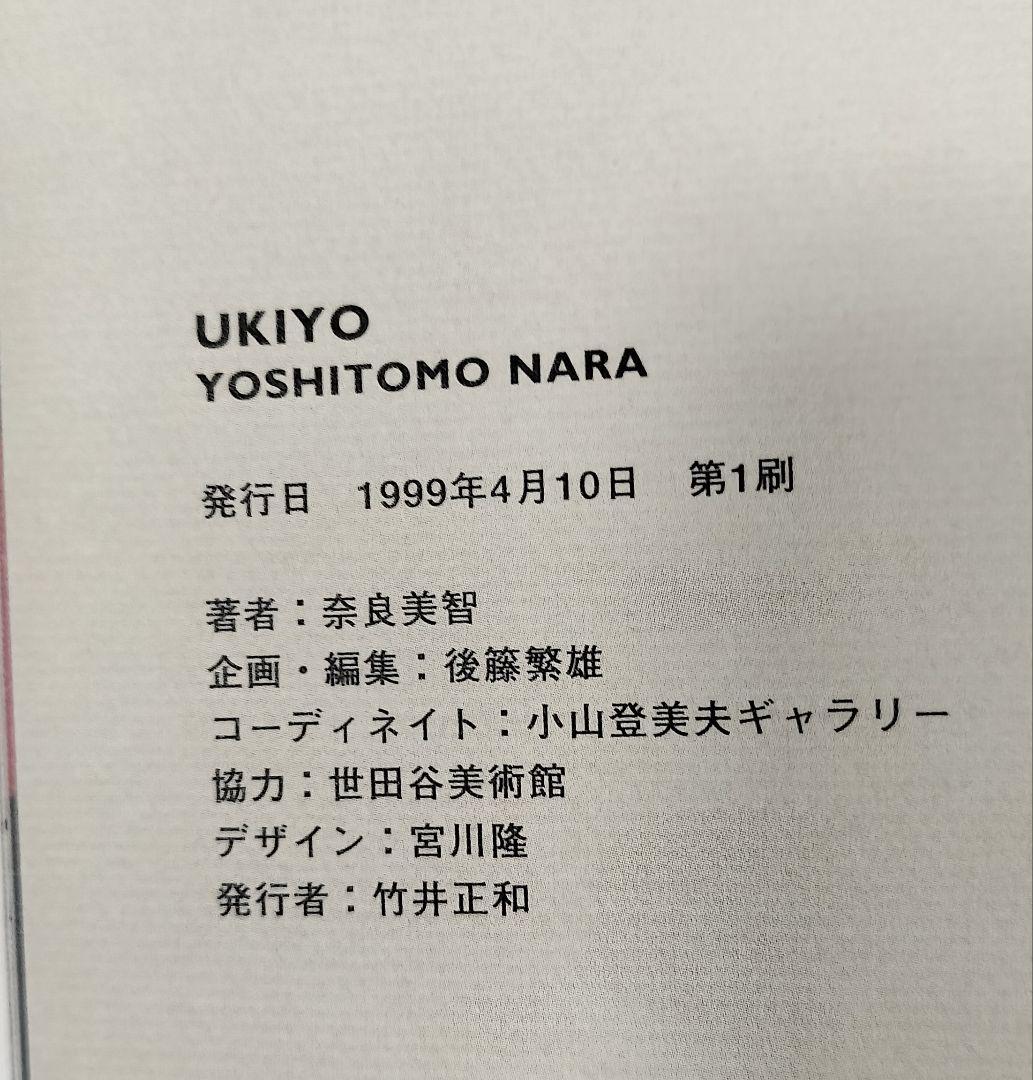 UKIYO
YOSHITOMO NARA
発行日　1999年4月10日　第1刷
著者：奈良美智
企画・編集：後藤繁雄
コーディネイト：小山登美夫ギャラリー
協力：世田谷美術館
デザイン：宮川隆
発行者：竹井正和